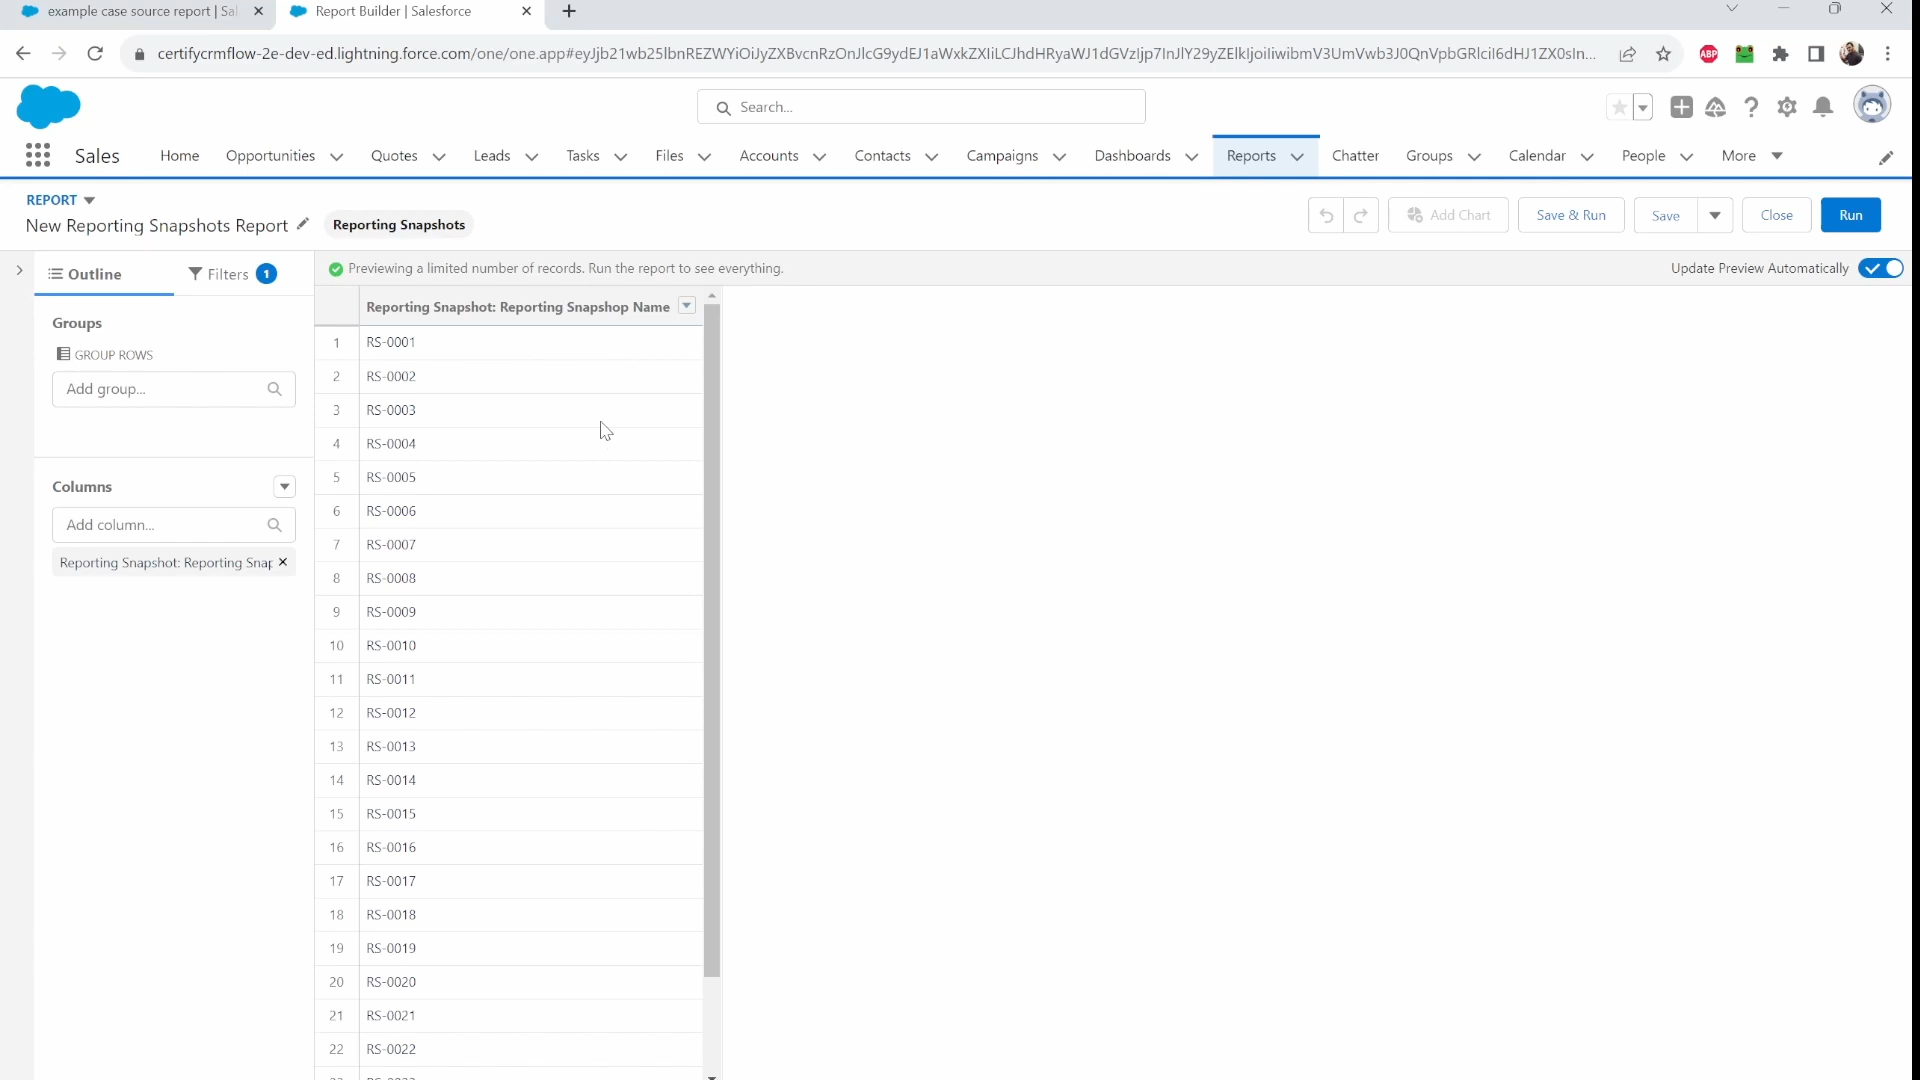 example case source report | Sal
Report Builder | Salesforce
certifycrmflow-2e-dev-ed.lightning.force.com/one/one.app#eyJjb21wb25lbnREZWYiOiJyZXBvcnRzOnJlcG9ydEJ1aWxkZXIiLCJhdHRyaWJ1dGVzIjp7InJlY29yZElkIjoiIiwibmV3UmVwb3J0QnVpbGRlciI6dHJ1ZX0sIn...
ABP
Search...
Sales
Home
Opportunities
Quotes
Leads
Tasks
Files
Accounts
Contacts
Campaigns
Dashboards
Reports
Chatter
Groups
Calendar
People
More
REPORT
New Reporting Snapshots Report
Reporting Snapshots
Add Chart
Save & Run
Save
Close
Run
Outline
Filters 1
Previewing a limited number of records. Run the report to see everything.
Update Preview Automatically
Groups
GROUP ROWS
Add group...
Columns
Add column...
Reporting Snapshot: Reporting Snap
Reporting Snapshot: Reporting Snapshop Name
1 RS-0001
2 RS-0002
3 RS-0003
4 RS-0004
5 RS-0005
6 RS-0006
7 RS-0007
8 RS-0008
9 RS-0009
10 RS-0010
11 RS-0011
12 RS-0012
13 RS-0013
14 RS-0014
15 RS-0015
16 RS-0016
17 RS-0017
18 RS-0018
19 RS-0019
20 RS-0020
21 RS-0021
22 RS-0022